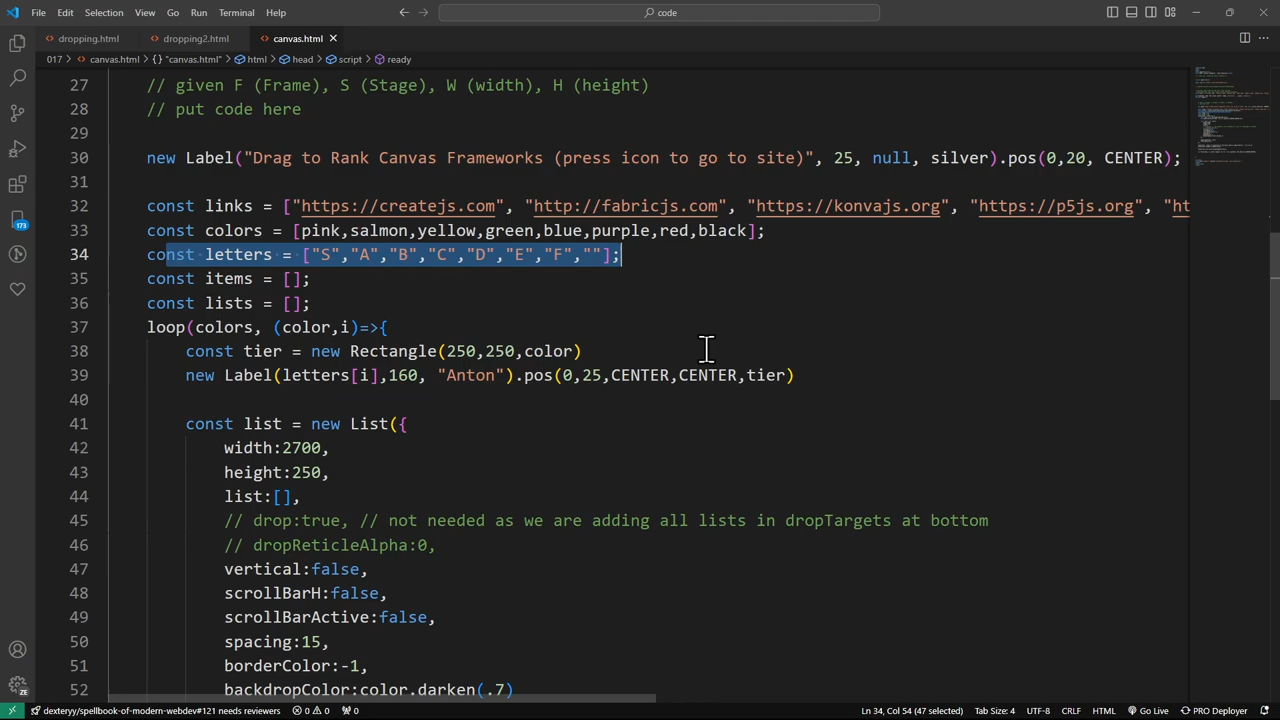 File Edit Selection View Go Run Terminal Help
code
dropping.html dropping2.html canvas.html
017 > canvas.html > {} "canvas.html" > html > head > script > ready
27 // given F (Frame), S (Stage), W (width), H (height)
28 // put code here
29
30 new Label("Drag to Rank Canvas Frameworks (press icon to go to site)", 25, null, silver).pos(0,20, CENTER);
31
32 const links = ["https://createjs.com", "http://fabricjs.com", "https://konvajs.org", "https://p5js.org", "ht
33 const colors = [pink,salmon,yellow,green,blue,purple,red,black];
34 const letters = ["S","A","B","C","D","E","F",""];
35 const items = [];
36 const lists = [];
37 loop(colors, (color,i)=>{
38 const tier = new Rectangle(250,250,color)
39 new Label(letters[i],160, "Anton").pos(0,25,CENTER,CENTER,tier)
40
41 const list = new List({
42 width:2700,
43 height:250,
44 list:[],
45 // drop:true, // not needed as we are adding all lists in dropTargets at bottom
46 // dropReticleAlpha:0,
47 vertical:false,
48 scrollBarH:false,
49 scrollBarActive:false,
50 spacing:15,
51 borderColor:-1,
52 backdropColor:color.darken(.7)
173
ZE
dexteryy/spellbook-of-modern-webdev#121 needs reviewers 0 0 0 Ln 34, Col 54 (47 selected) Tab Size: 4 UTF-8 CRLF HTML Go Live PRO Deployer